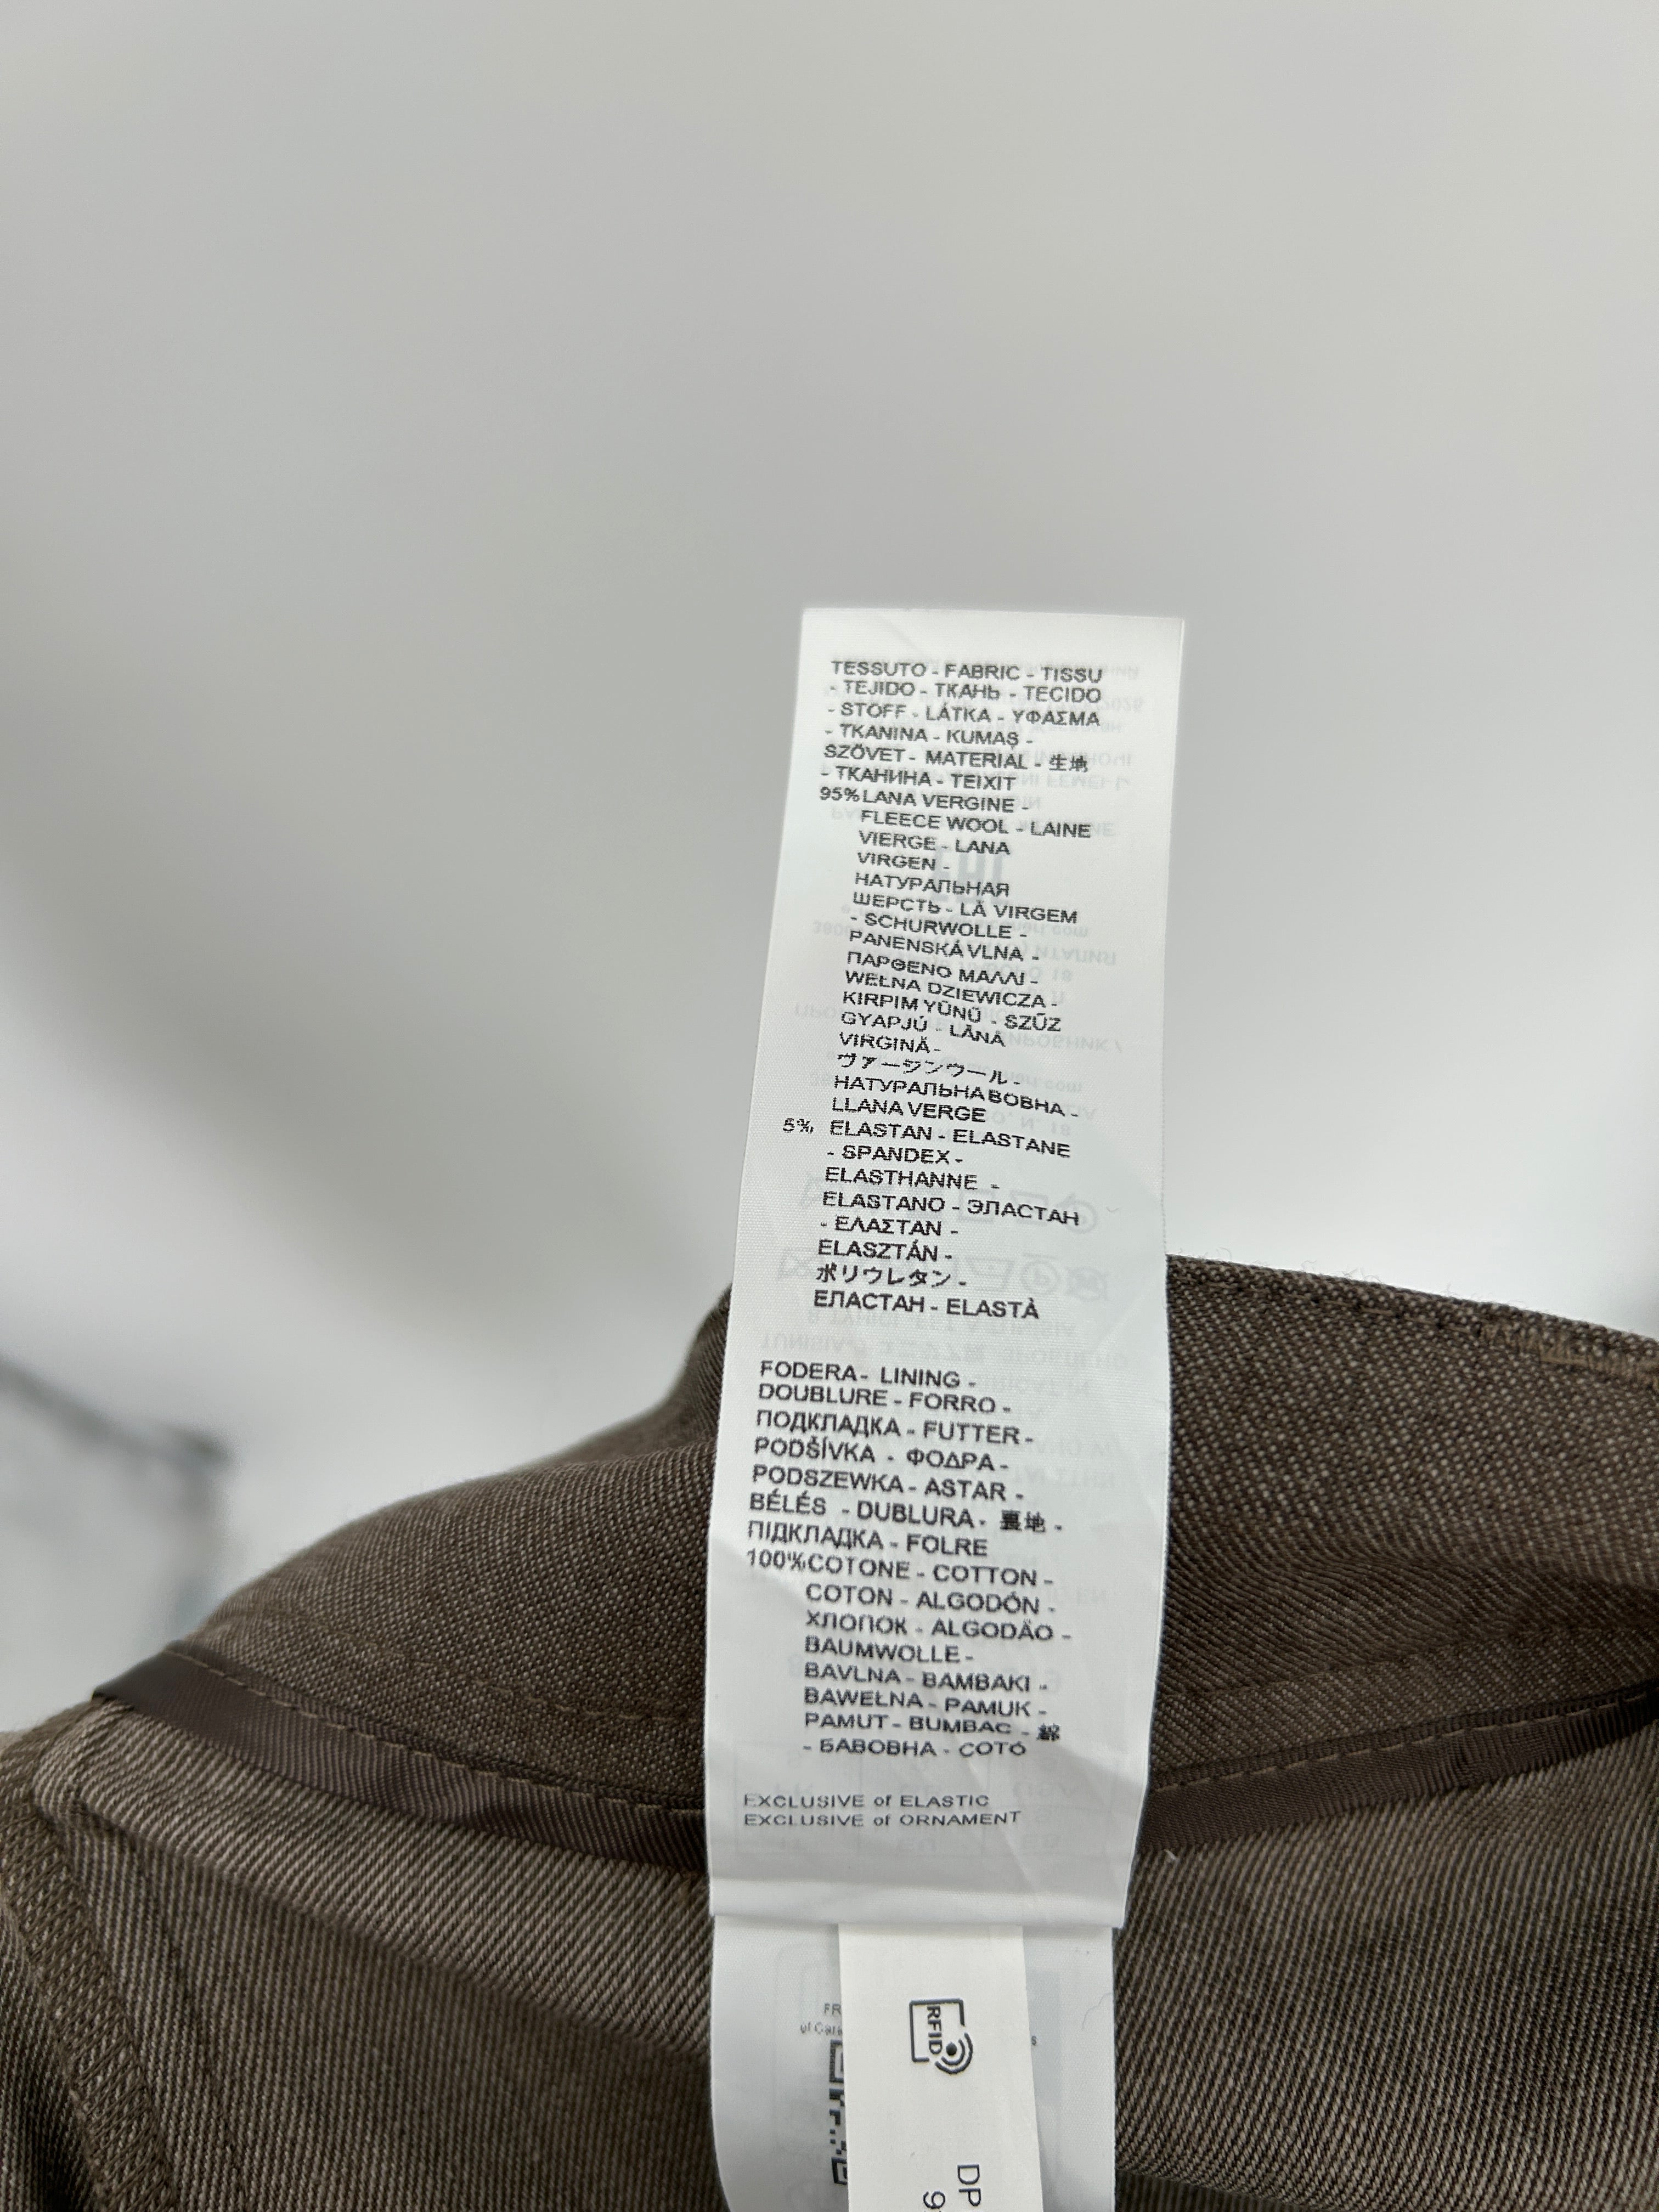 TESSUTO - FABRIC - TISSU
- TEJIDO - ТКАНЬ - TECIDO
- STOFF - LÁTKA - ΥΦΑΣΜΑ
- TKANINA - KUMAŞ -
SZÖVET - MATERIAL - 生地
- ТКАНИНА - TEIXIT
95% LANA VERGINE -
FLEECE WOOL - LAINE
VIERGE - LANA
VIRGEN -
НАТУРАЛЬНАЯ
ШЕРСТЬ - LÃ VIRGEM
- SCHURWOLLE -
PANENSKÁ VLNA -
ΠΑΡΘΕΝΟ ΜΑΛΛΙ -
WEŁNA DZIEWICZA -
KIRPIM YÜNÜ - SZŰZ
GYAPJÚ - LÂNĂ
VIRGINĂ -
ヴァージンウール -
НАТУРАЛЬНА ВОВНА -
LLANA VERGE
5% ELASTAN - ELASTANE
- SPANDEX -
ELASTHANNE -
ELASTANO - ЭЛАСТАН
- ΕΛΑΣΤΑΝ -
ELASZTÁN -
ポリウレタン -
ЕЛАСТАН - ELASTÀ
FODERA - LINING -
DOUBLURE - FORRO -
ПОДКЛАДКА - FUTTER -
PODŠÍVKA - ΦΟΔΡΑ -
PODSZEWKA - ASTAR -
BÉLÉS - DUBLURA - 裏地 -
ПІДКЛАДКА - FOLRE
100% COTONE - COTTON -
COTON - ALGODÓN -
ХЛОПОК - ALGODÃO -
BAUMWOLLE -
BAVLNA - BAMBAKI -
BAWEŁNA - PAMUK -
PAMUT - BUMBAC - 綿
- БАВОВНА - COTÓ
EXCLUSIVE of ELASTIC
EXCLUSIVE of ORNAMENT
RFID
DP
9